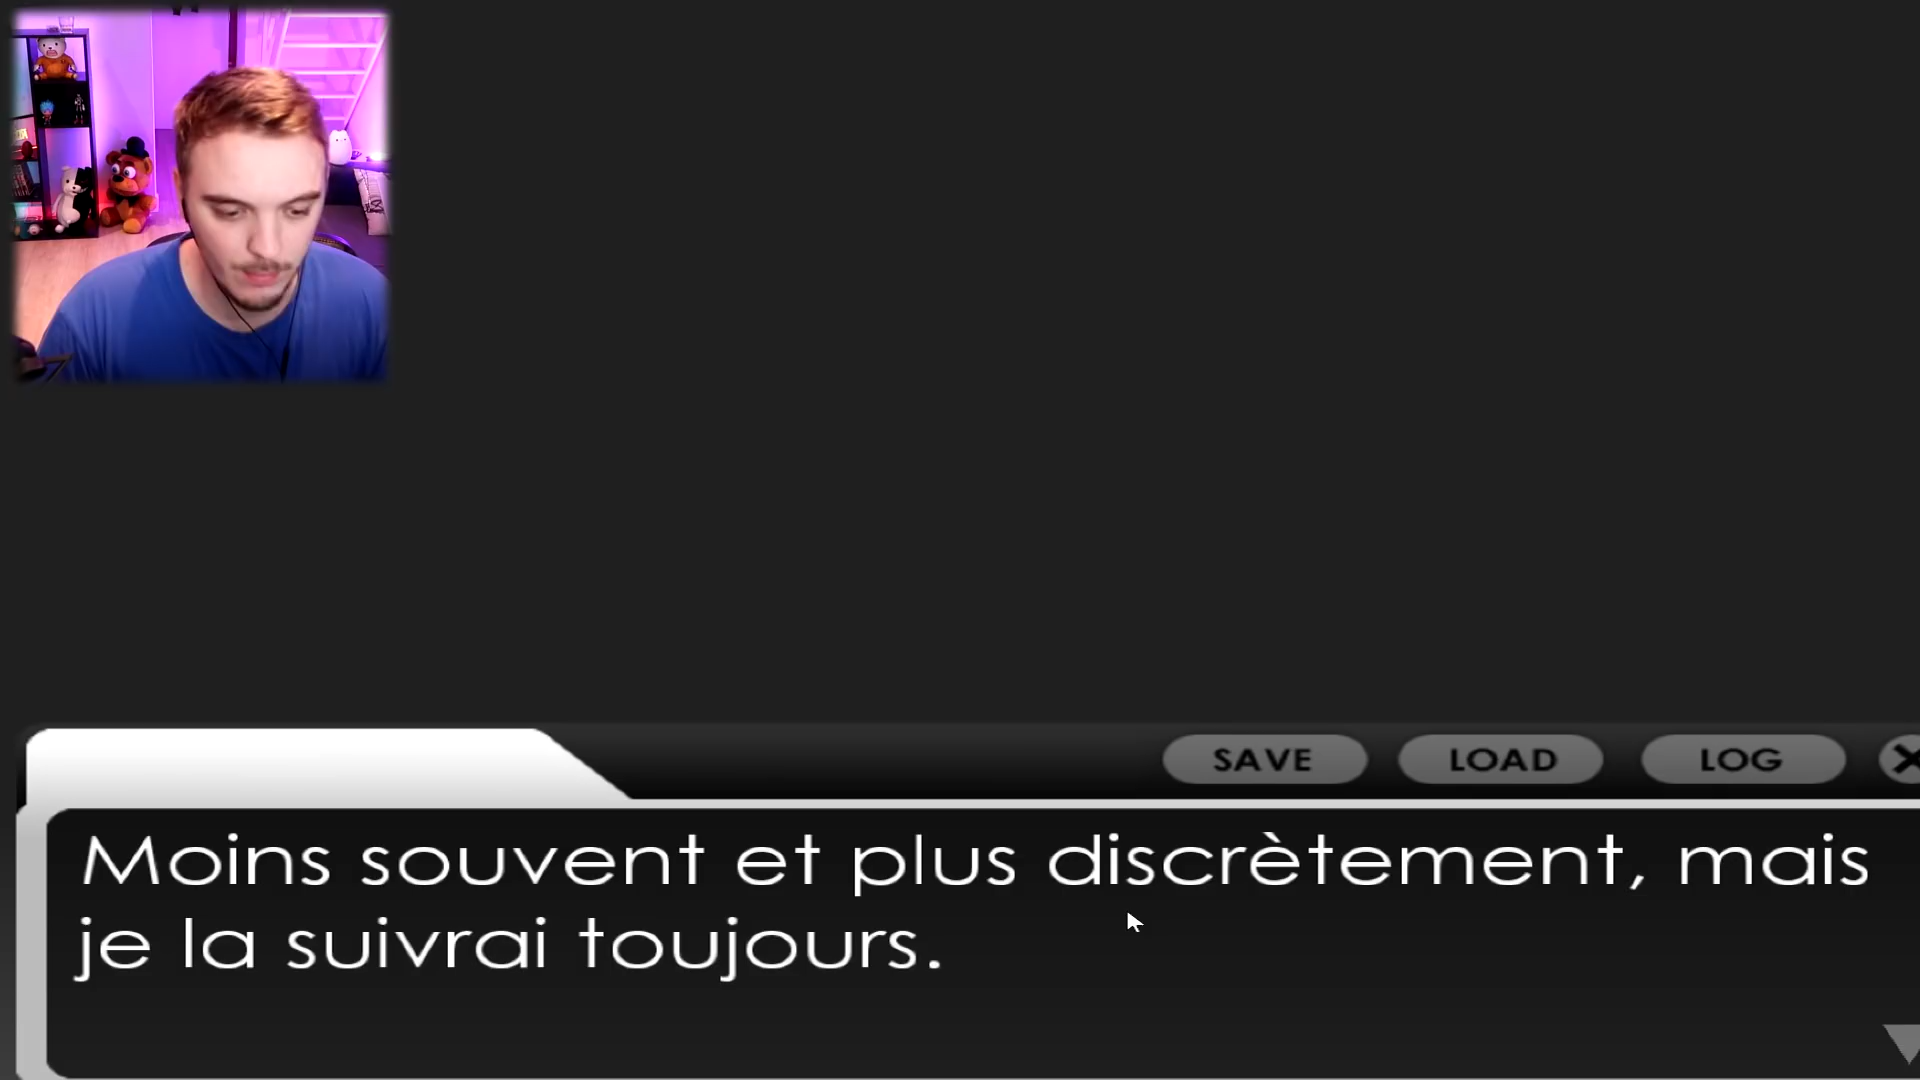 SAVE LOAD LOG X
Moins souvent et plus discrètement, mais
je la suivrai toujours.